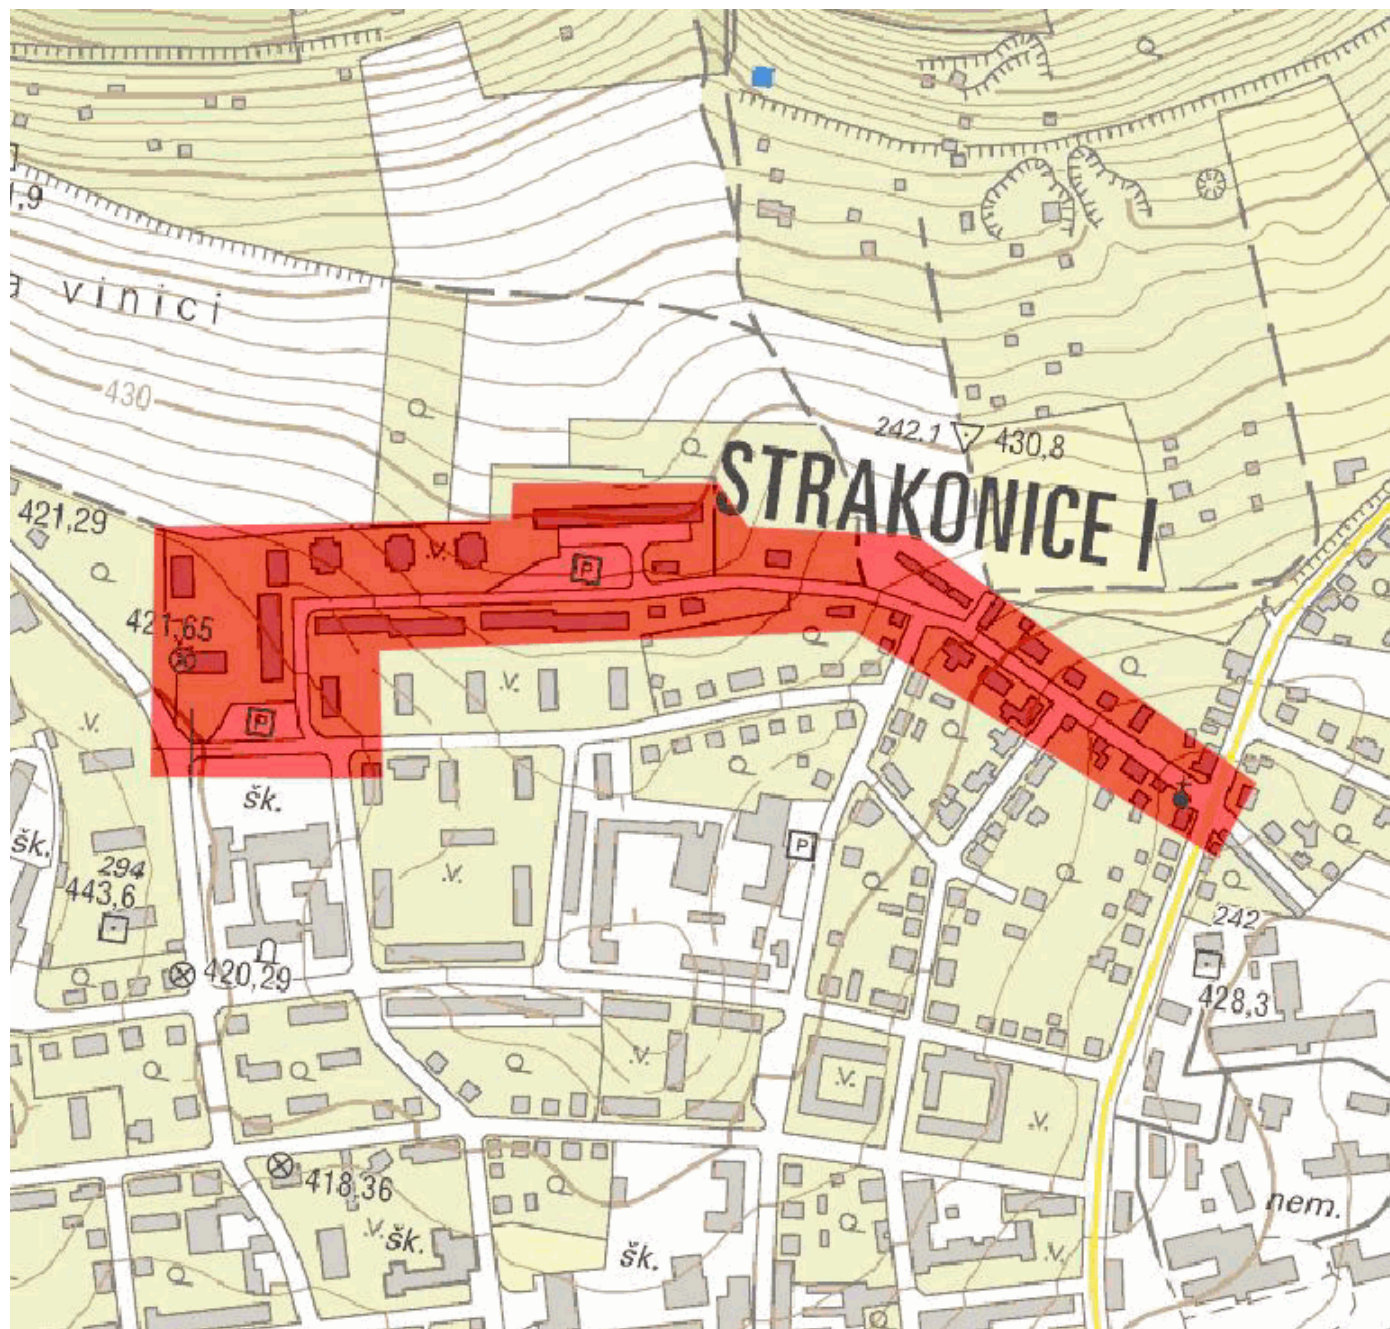 ,9
a vinici
430
242.1
430,8
STRAKONICE I
421,29
.v.
P
421,65
.v.
.v.
P
šk.
šk.
P
294
.v.
443,6
242
420,29
428,3
.v.
.v.
.v.
418,36
nem.
.v.
šk.
šk.
.v.